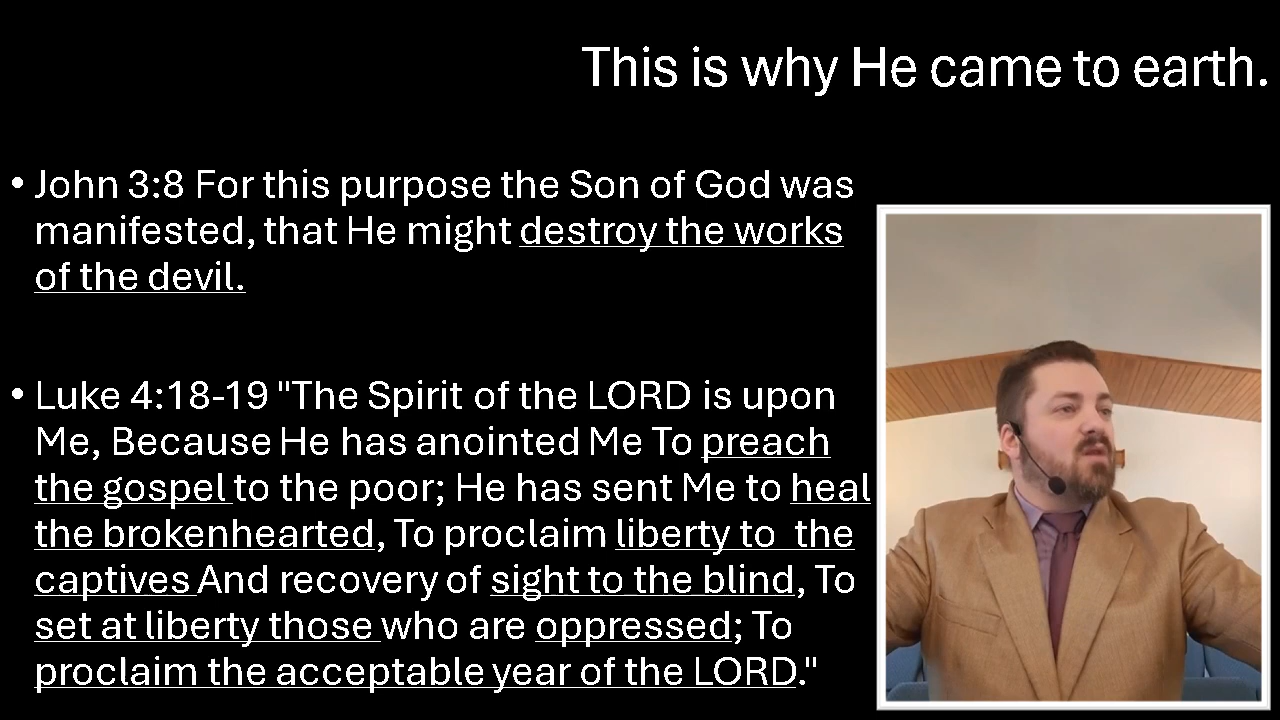 This is why He came to earth.
• John 3:8 For this purpose the Son of God was
manifested, that He might destroy the works
of the devil.
• Luke 4:18-19 "The Spirit of the LORD is upon
Me, Because He has anointed Me To preach
the gospel to the poor; He has sent Me to heal
the brokenhearted, To proclaim liberty to  the
captives And recovery of sight to the blind, To
set at liberty those who are oppressed; To
proclaim the acceptable year of the LORD."